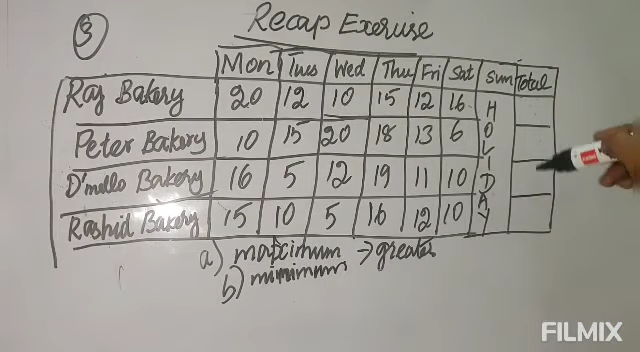 3
Recap Exercise
Mon Tues Wed Thu Fri Sat Sun Total
Raj Bakery 20 12 10 15 12 16
Peter Bakery 10 15 20 18 13 6
D'mello Bakery 16 5 12 19 11 10
Rashid Bakery 15 10 5 16 12 10
HOLIDAY
a) maximum → greater
b) minimum
FILMIX